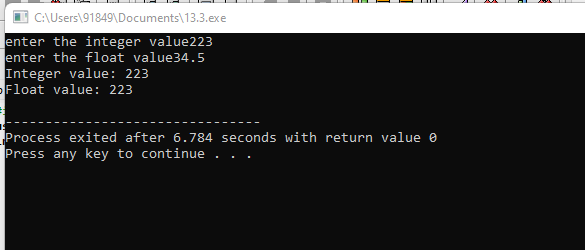 C:\Users\91849\Documents\13.3.exe
enter the integer value223
enter the float value34.5
Integer value: 223
Float value: 223
--------------------------------
Process exited after 6.784 seconds with return value 0
Press any key to continue . . .